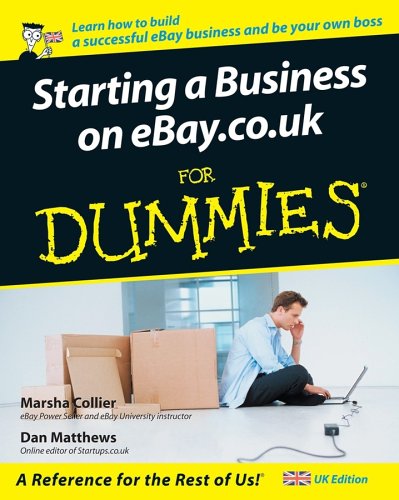 Learn how to build
a successful eBay business and be your own boss
Starting a Business
on eBay.co.uk
FOR
DUMMIES®
Marsha Collier
eBay Power Seller and eBay University instructor
Dan Matthews
Online editor of Startups.co.uk
A Reference for the Rest of Us!®
UK Edition